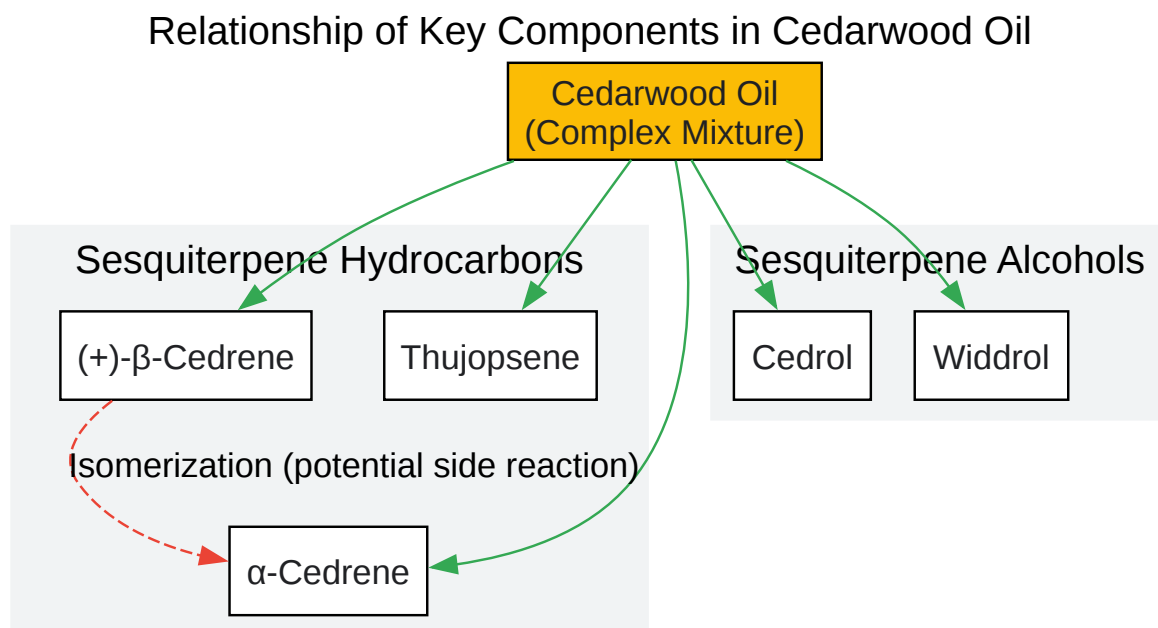 Relationship of Key Components in Cedarwood Oil
Cedarwood Oil
(Complex Mixture)
Sesquiterpene Hydrocarbons
Sesquiterpene Alcohols
(+)-β-Cedrene
Thujopsene
Cedrol
Widdrol
Isomerization (potential side reaction)
α-Cedrene